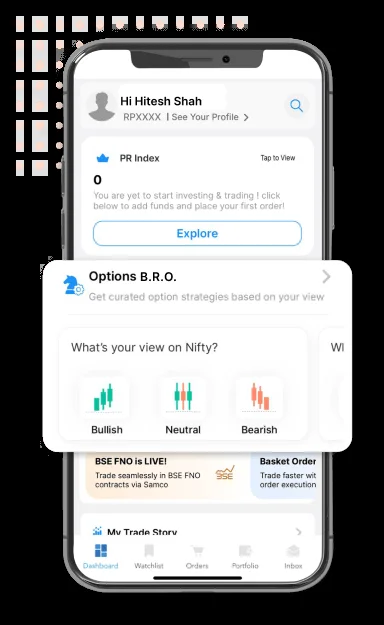 Hi Hitesh Shah
RPXXXX | See Your Profile
PR Index
Tap to View
0
You are yet to start investing & trading ! click
below to add funds and place your first order!
Explore
Options B.R.O.
Get curated option strategies based on your view
What's your view on Nifty?
Wl
Bullish
Neutral
Bearish
BSE FNO is LIVE!
Trade seamlessly in BSE FNO
contracts via Samco
BSE
Basket Order
Trade faster wit
order execution
My Trade Story
Dashboard
Watchlist
Orders
Portfolio
Inbox